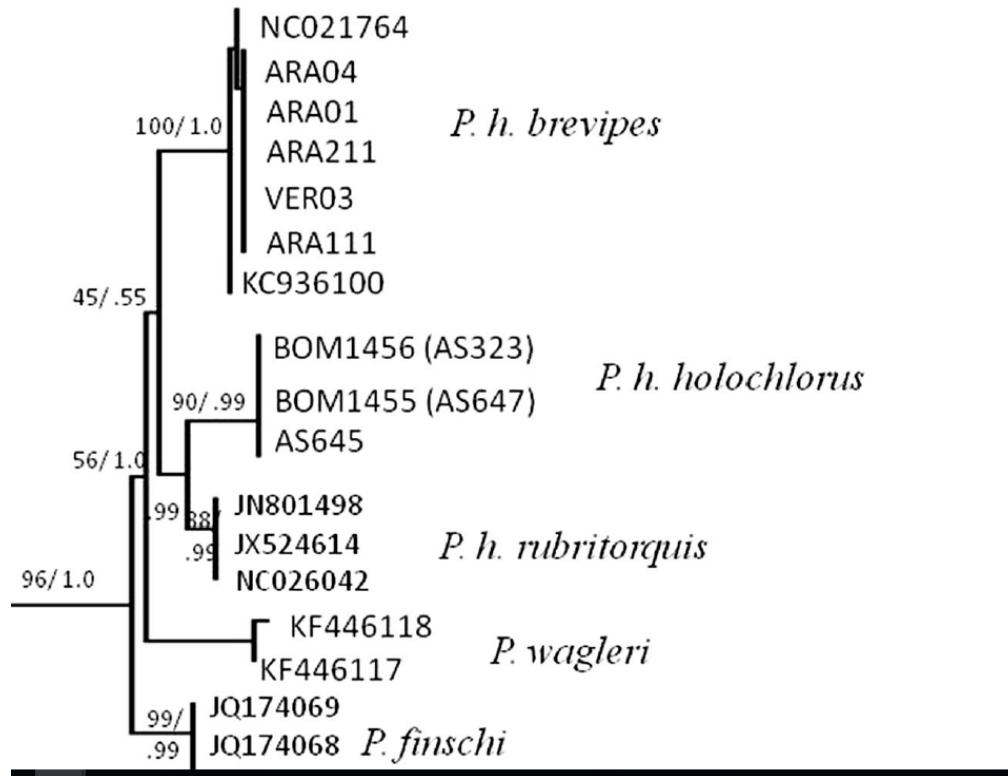 NC021764
ARA04
ARA01
P. h. brevipes
100/1.0
ARA211
VER03
ARA111
KC936100
45/.55
BOM1456 (AS323)
P. h. holochlorus
90/.99
BOM1455 (AS647)
AS645
56/1.0
JN801498
.99 88/
JX524614
P. h. rubritorquis
.99
NC026042
96/1.0
KF446118
P. wagleri
KF446117
JQ174069
99/
JQ174068 P. finschi
.99